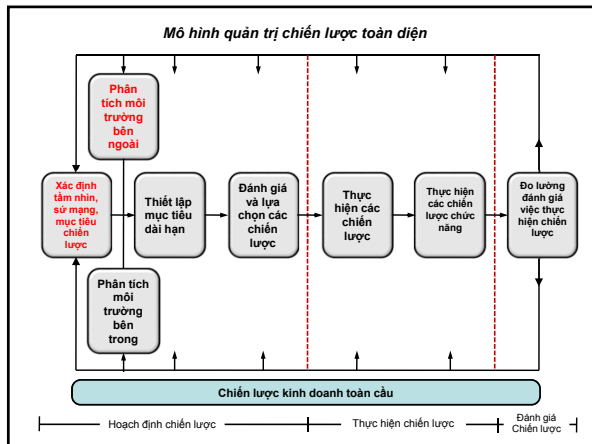 Mô hình quản trị chiến lược toàn diện
Phân
tích môi
trường
bên
ngoài
Xác định
tầm nhìn,
sứ mạng,
mục tiêu
chiến
lược
Thiết lập
mục tiêu
dài hạn
Đánh giá
và lựa
chọn các
chiến
lược
Thực
hiện các
chiến
lược
Thực hiện
các chiến
lược chức
năng
Đo lường
đánh giá
việc thực
hiện chiến
lược
Phân tích
môi
trường
bên
trong
Chiến lược kinh doanh toàn cầu
Hoạch định chiến lược
Thực hiện chiến lược
Đánh giá
Chiến lược